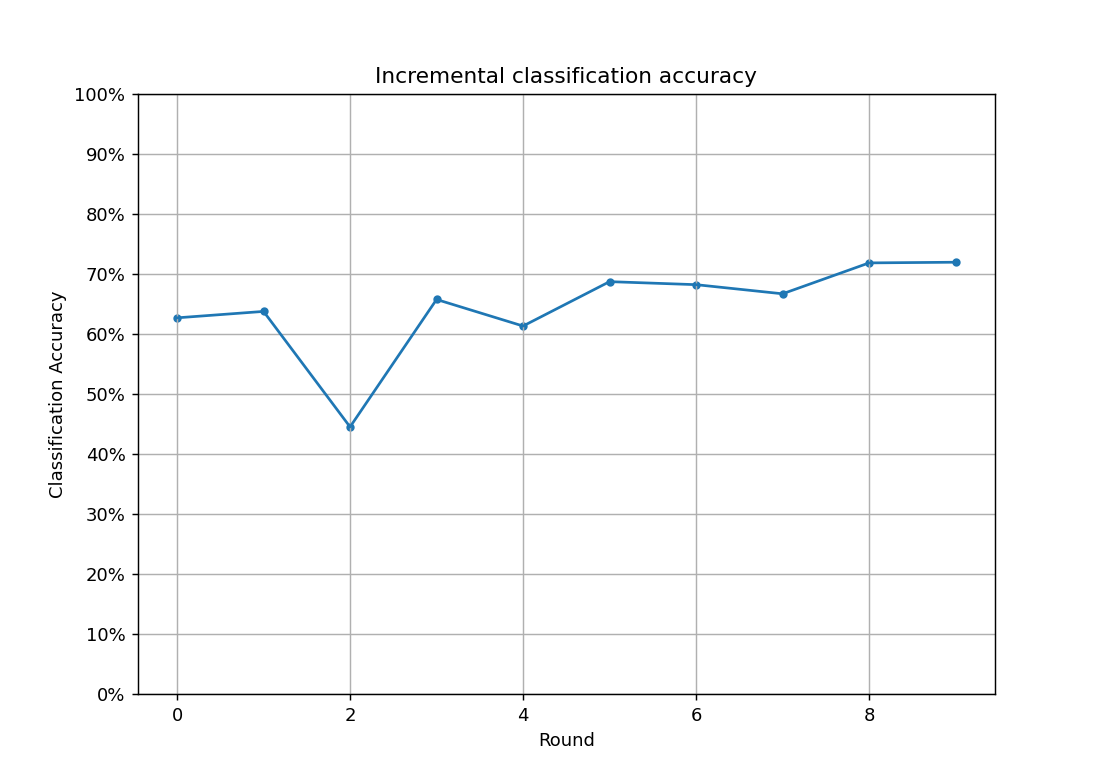 Incremental classification accuracy
100%
90%
80%
70%
60%
50%
40%
30%
20%
10%
0%
Classification Accuracy
0 2 4 6 8
Round